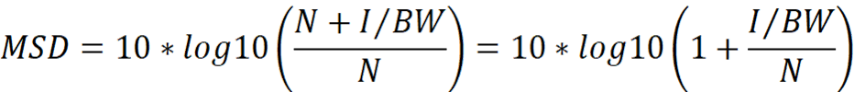 MSD = 10 * log10((N + I/BW)/N) = 10 * log10(1 + (I/BW)/N)